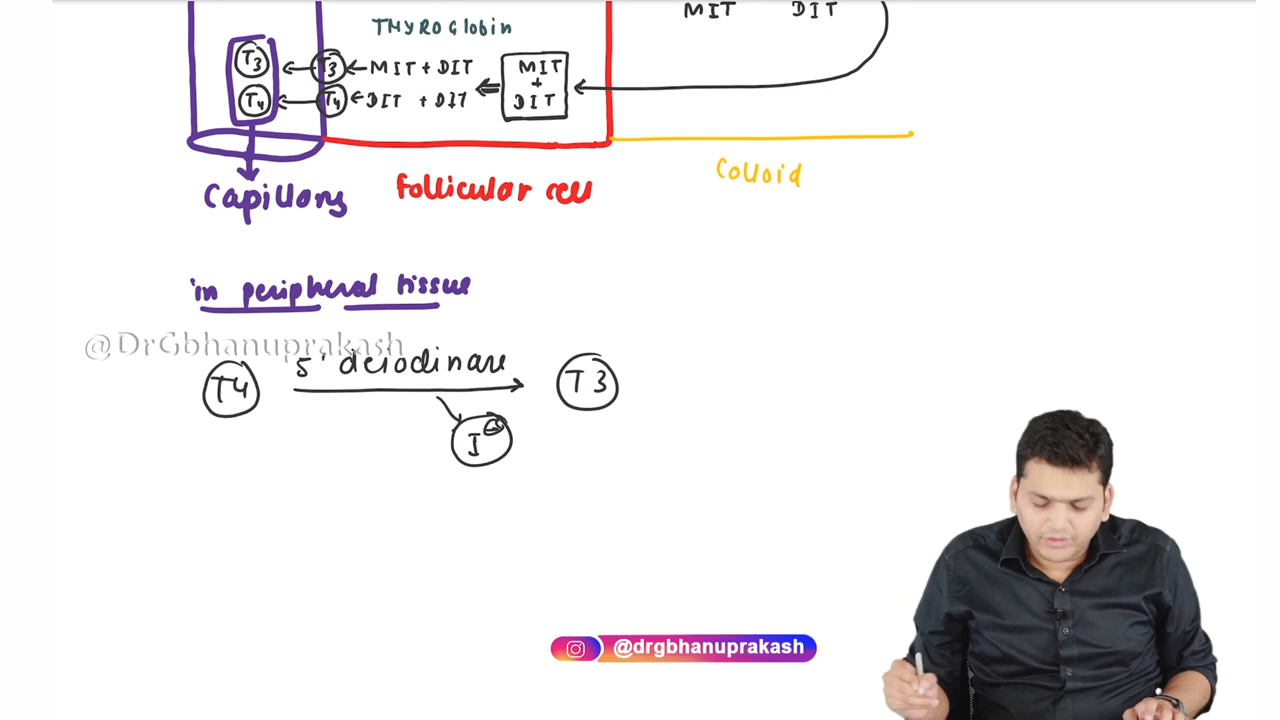 MIT DIT
THYROGlobin
T3 T3 MIT + DIT MIT
+
T4 T4 DIT + DIT DIT
Capillary Follicular cell Colloid
in peripheral tissue
@DrGbhanuprakash
5' deiodinase
T4 T3
I
@drgbhanuprakash